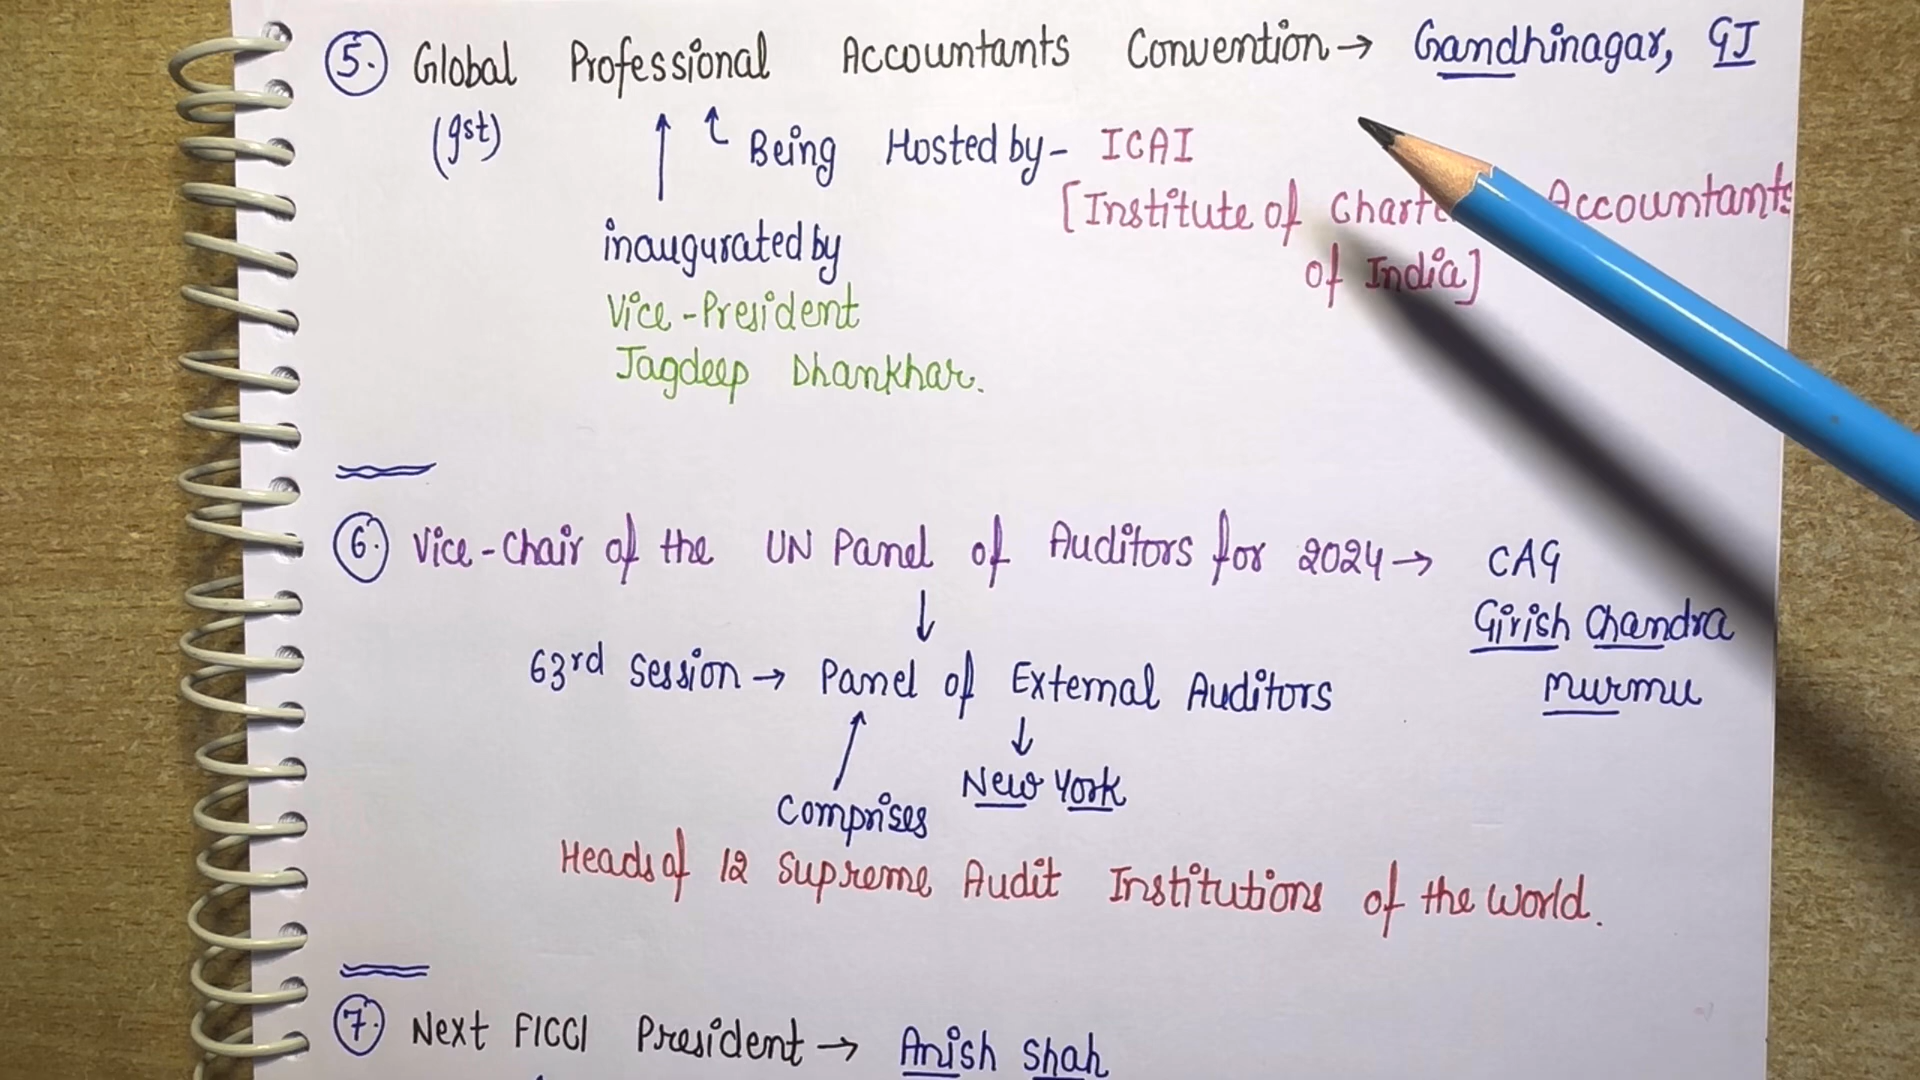 5. Global Professional Accountants Convention → Gandhinagar, GJ
(1st)
Being Hosted by - ICAI
[Institute of Accountants
of India]
inaugurated by
Vice-President
Jagdeep Dhankhar.
6. Vice-Chair of the UN Panel of Auditors for 2024 → CAG
Girish Chandra
Murmu
63rd Session → Panel of External Auditors
New York
Comprises
Heads of 12 Supreme Audit Institutions of the World.
7. Next FICCI President → Anish Shah